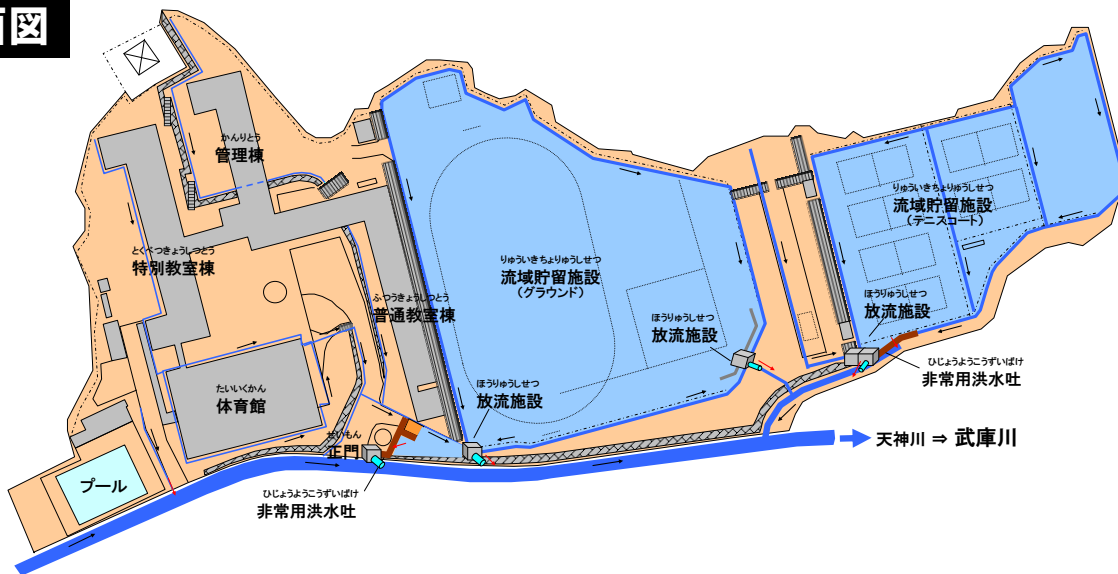 面図
かんりとう
管理棟
とくべつきょうしつとう
特別教室棟
ふつうきょうしつとう
普通教室棟
たいいくかん
体育館
プール
せいもん
正門
ひじょうようこうずいばけ
非常用洪水吐
ほうりゅうしせつ
放流施設
りゅういきちょりゅうしせつ
流域貯留施設
(グラウンド)
ほうりゅうしせつ
放流施設
りゅういきちょりゅうしせつ
流域貯留施設
(テニスコート)
ほうりゅうしせつ
放流施設
ひじょうようこうずいばけ
非常用洪水吐
天神川 ⇒ 武庫川